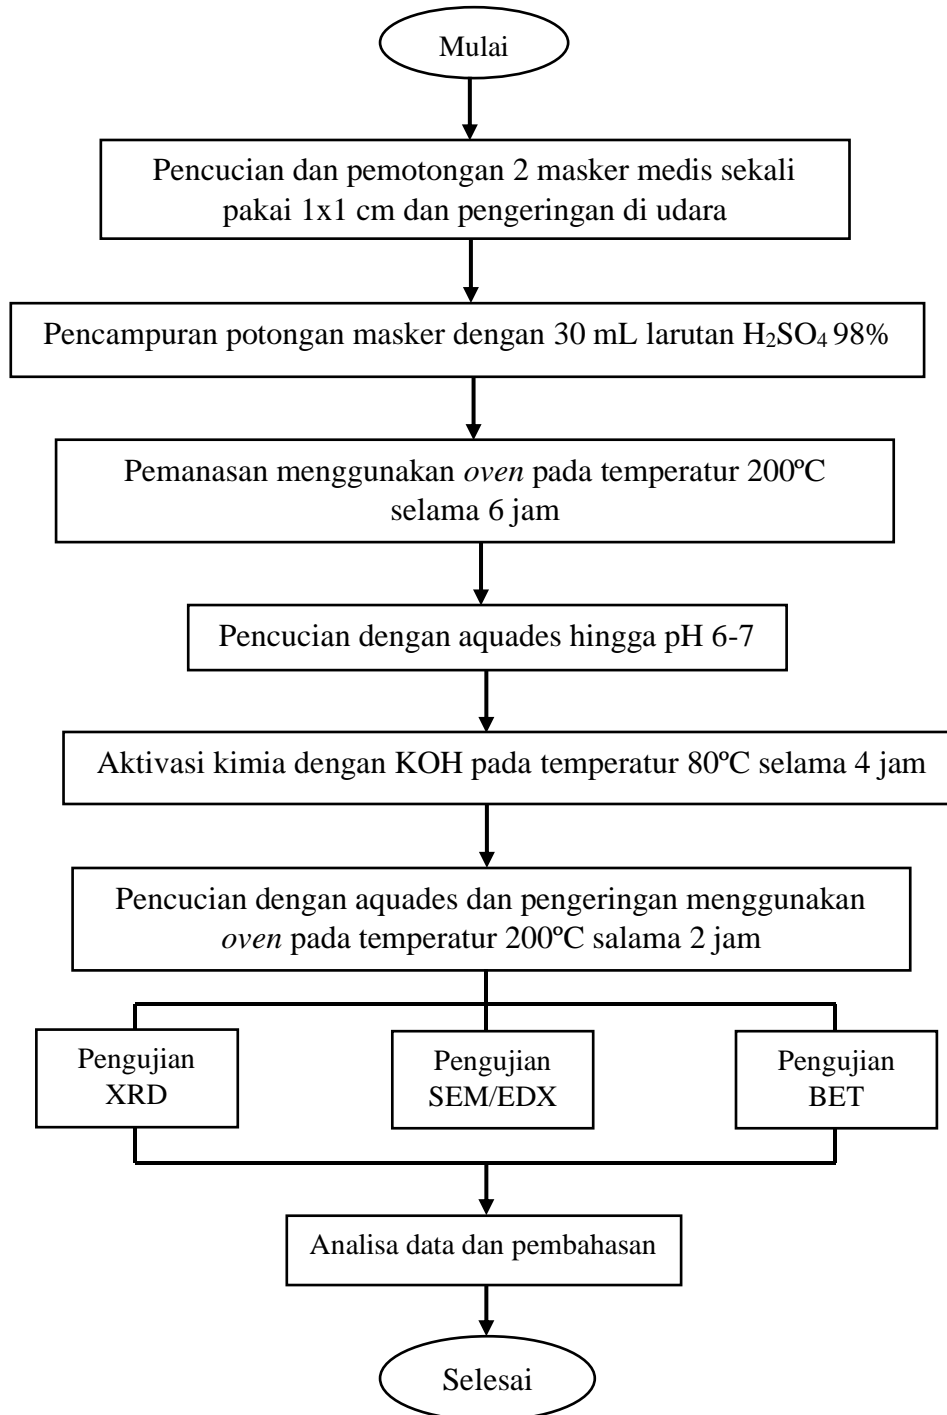 Mulai
Pencucian dan pemotongan 2 masker medis sekali
pakai 1x1 cm dan pengeringan di udara
Pencampuran potongan masker dengan 30 mL larutan H₂SO₄ 98%
Pemanasan menggunakan oven pada temperatur 200ºC
selama 6 jam
Pencucian dengan aquades hingga pH 6-7
Aktivasi kimia dengan KOH pada temperatur 80ºC selama 4 jam
Pencucian dengan aquades dan pengeringan menggunakan
oven pada temperatur 200ºC salama 2 jam
Pengujian
XRD
Pengujian
SEM/EDX
Pengujian
BET
Analisa data dan pembahasan
Selesai